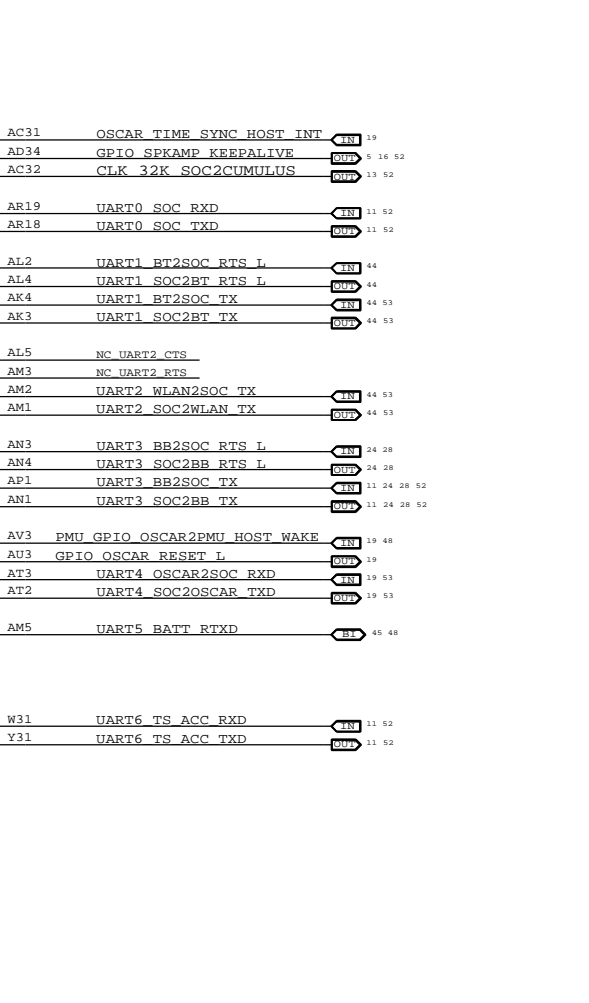 AC31 OSCAR_TIME_SYNC_HOST_INT IN 19
AD34 GPIO_SPKAMP_KEEPALIVE OUT 5 16 52
AC32 CLK_32K_SOC2CUMULUS OUT 13 52
AR19 UART0_SOC_RXD IN 11 52
AR18 UART0_SOC_TXD OUT 11 52
AL2 UART1_BT2SOC_RTS_L IN 44
AL4 UART1_SOC2BT_RTS_L OUT 44
AK4 UART1_BT2SOC_TX IN 44 53
AK3 UART1_SOC2BT_TX OUT 44 53
AL5 NC_UART2_CTS
AM3 NC_UART2_RTS
AM2 UART2_WLAN2SOC_TX IN 44 53
AM1 UART2_SOC2WLAN_TX OUT 44 53
AN3 UART3_BB2SOC_RTS_L IN 24 28
AN4 UART3_SOC2BB_RTS_L OUT 24 28
AP1 UART3_BB2SOC_TX IN 11 24 28 52
AN1 UART3_SOC2BB_TX OUT 11 24 28 52
AV3 PMU_GPIO_OSCAR2PMU_HOST_WAKE IN 19 48
AU3 GPIO_OSCAR_RESET_L OUT 19
AT3 UART4_OSCAR2SOC_RXD IN 19 53
AT2 UART4_SOC2OSCAR_TXD OUT 19 53
AM5 UART5_BATT_RTXD BI 45 48
W31 UART6_TS_ACC_RXD IN 11 52
Y31 UART6_TS_ACC_TXD OUT 11 52